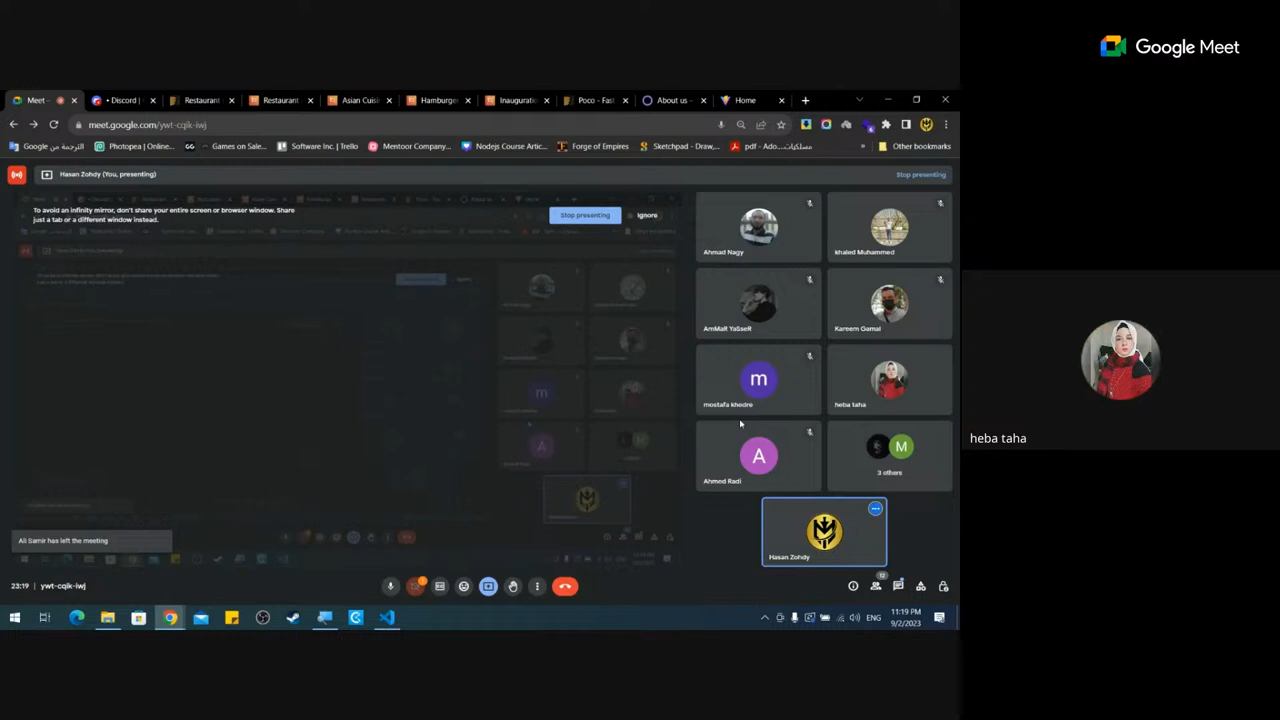 Google Meet
Meet -
• Discord |
Restaurant
Restaurant
Asian Cuis
Hamburge
Inauguratio
Poco - Fast
About us -
Home
meet.google.com/ywt-cqik-iwj
الترجمة من Google
Photopea | Online...
Games on Sale...
Software Inc. | Trello
Mentoor Company...
Nodejs Course Artic...
Forge of Empires
Sketchpad - Draw,...
مسلكيات.pdf - Ado...
Other bookmarks
Hasan Zohdy (You, presenting)
Stop presenting
To avoid an infinity mirror, don't share your entire screen or browser window. Share
just a tab or a different window instead.
Stop presenting
Ignore
Ahmad Nagy
khaled Muhammed
AmMaR YaSseR
Kareem Gamal
m
mostafa khedre
heba taha
A
Ahmed Radi
M
3 others
Hasan Zohdy
Ali Samir has left the meeting
23:19
ywt-cqik-iwj
12
11:19 PM
ENG
9/2/2023
heba taha